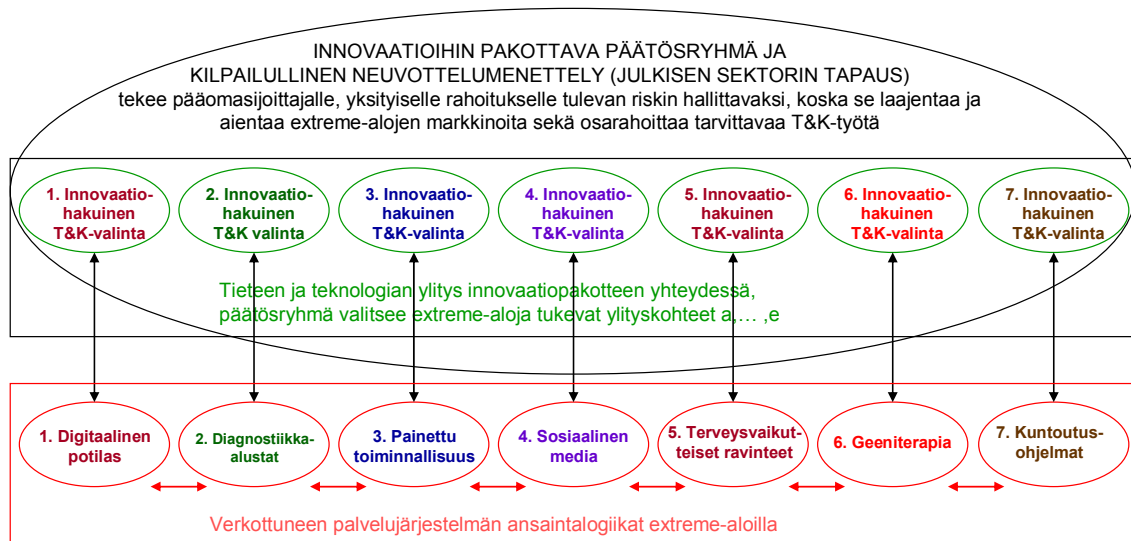 INNOVAATIOIHIN PAKOTTAVA PÄÄTÖSRYHMÄ JA
KILPAILULLINEN NEUVOTTELUMENETTELY (JULKISEN SEKTORIN TAPAUS)
tekee pääomasijoittajalle, yksityiselle rahoitukselle tulevan riskin hallittavaksi, koska se laajentaa ja
aientaa extreme-alojen markkinoita sekä osarahoittaa tarvittavaa T&K-työtä
1. Innovaatio-
hakuinen
T&K-valinta
2. Innovaatio-
hakuinen
T&K valinta
3. Innovaatio-
hakuinen
T&K-valinta
4. Innovaatio-
hakuinen
T&K-valinta
5. Innovaatio-
hakuinen
T&K-valinta
6. Innovaatio-
hakuinen
T&K-valinta
7. Innovaatio-
hakuinen
T&K-valinta
Tieteen ja teknologian ylitys innovaatiopakotteen yhteydessä,
päätösryhmä valitsee extreme-aloja tukevat ylityskohteet a,… ,e
1. Digitaalinen
potilas
2. Diagnostiikka-
alustat
3. Painettu
toiminnallisuus
4. Sosiaalinen
media
5. Terveysvaikut-
teiset ravinteet
6. Geeniterapia
7. Kuntoutus-
ohjelmat
Verkottuneen palvelujärjestelmän ansaintalogiikat extreme-aloilla